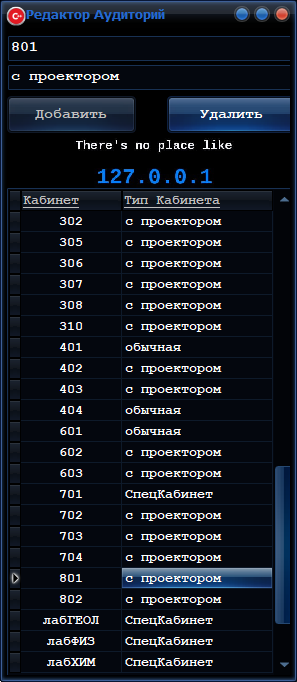 Редактор Аудиторий
801
с проектором
Добавить Удалить
There's no place like
127.0.0.1
Кабинет Тип Кабинета
302 с проектором
305 с проектором
306 с проектором
307 с проектором
308 с проектором
310 с проектором
401 обычная
402 с проектором
403 с проектором
404 обычная
601 обычная
602 с проектором
603 с проектором
701 СпецКабинет
702 с проектором
703 с проектором
704 с проектором
801 с проектором
802 с проектором
лабГЕОЛ СпецКабинет
лабФИЗ СпецКабинет
лабХИМ СпецКабинет